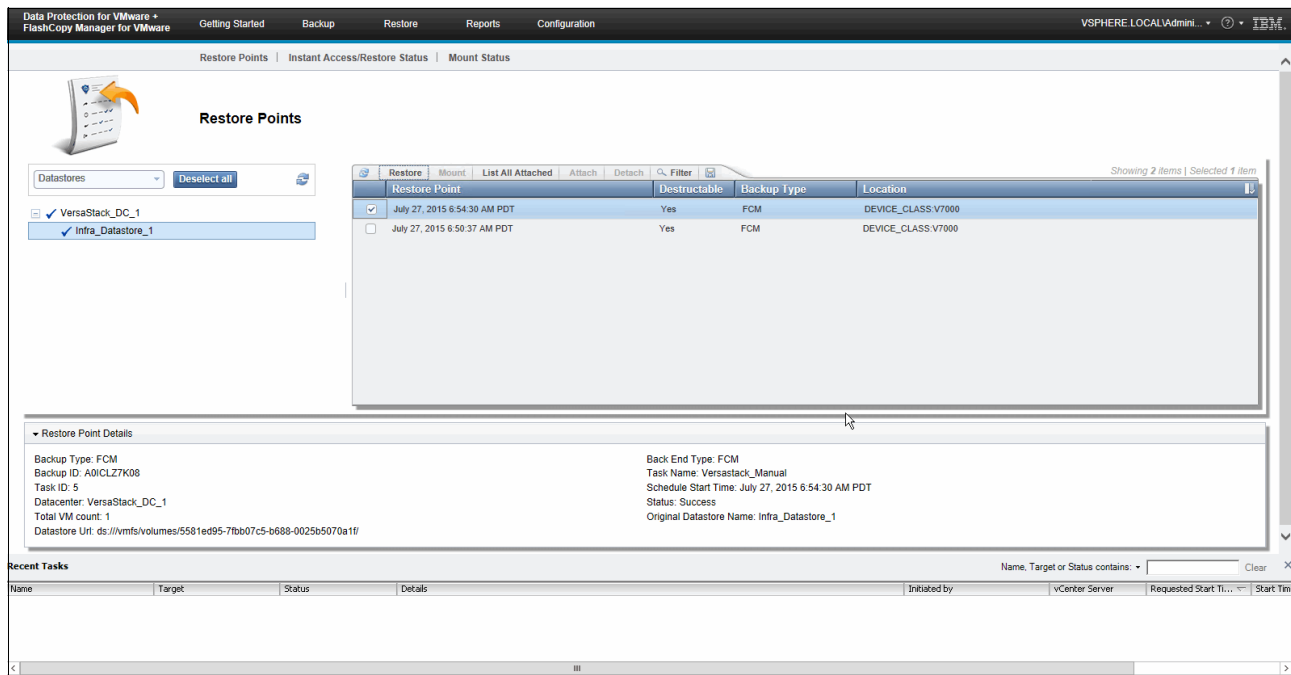 Data Protection for VMware +
FlashCopy Manager for VMware
Getting Started Backup Restore Reports Configuration
VSPHERE.LOCAL\Admini... IBM.
Restore Points | Instant Access/Restore Status | Mount Status
Restore Points
Datastores Deselect all
VersaStack_DC_1
Infra_Datastore_1
Restore Mount List All Attached Attach Detach Filter
Showing 2 items | Selected 1 item
Restore Point Destructable Backup Type Location
July 27, 2015 6:54:30 AM PDT Yes FCM DEVICE_CLASS:V7000
July 27, 2015 6:50:37 AM PDT Yes FCM DEVICE_CLASS:V7000
Restore Point Details
Backup Type: FCM
Backup ID: A0ICLZ7K08
Task ID: 5
Datacenter: VersaStack_DC_1
Total VM count: 1
Datastore Url: ds:///vmfs/volumes/5581ed95-7fbb07c5-b688-0025b5070a1f/
Back End Type: FCM
Task Name: Versastack_Manual
Schedule Start Time: July 27, 2015 6:54:30 AM PDT
Status: Success
Original Datastore Name: Infra_Datastore_1
Recent Tasks
Name, Target or Status contains: Clear
Name Target Status Details Initiated by vCenter Server Requested Start Ti... Start Tim